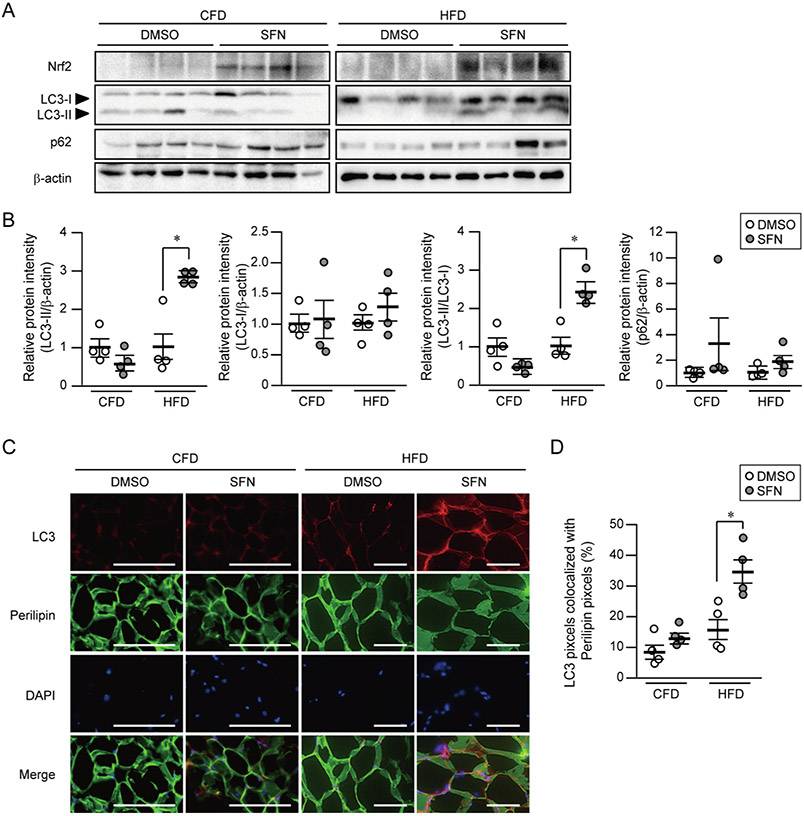 A
CFD HFD
DMSO SFN DMSO SFN
Nrf2
LC3-I
LC3-II
p62
β-actin
B
Relative protein intensity
(LC3-II/β-actin)
4
3
2
1
0
*
CFD HFD
Relative protein intensity
(LC3-I/β-actin)
2.5
2.0
1.5
1.0
0.5
0
CFD HFD
Relative protein intensity
(LC3-II/LC3-I)
4
3
2
1
0
*
CFD HFD
Relative protein intensity
(p62/β-actin)
12
10
8
6
4
2
0
CFD HFD
DMSO
SFN
C
CFD HFD
DMSO SFN DMSO SFN
LC3
Perilipin
DAPI
Merge
D
DMSO
SFN
LC3 pixcels colocalized with
Perilipin pixcels (%)
50
40
30
20
10
0
*
CFD HFD